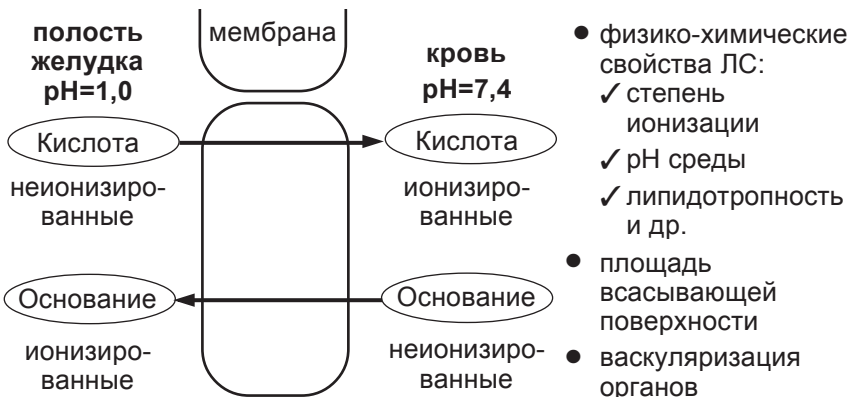 полость
желудка
pH=1,0
мембрана
кровь
pH=7,4
Кислота
Кислота
неионизиро-
ванные
ионизиро-
ванные
Основание
Основание
ионизиро-
ванные
неионизиро-
ванные
● физико-химические
свойства ЛС:
✓ степень
ионизации
✓ pH среды
✓ липидотропность
и др.
● площадь
всасывающей
поверхности
● васкуляризация
органов